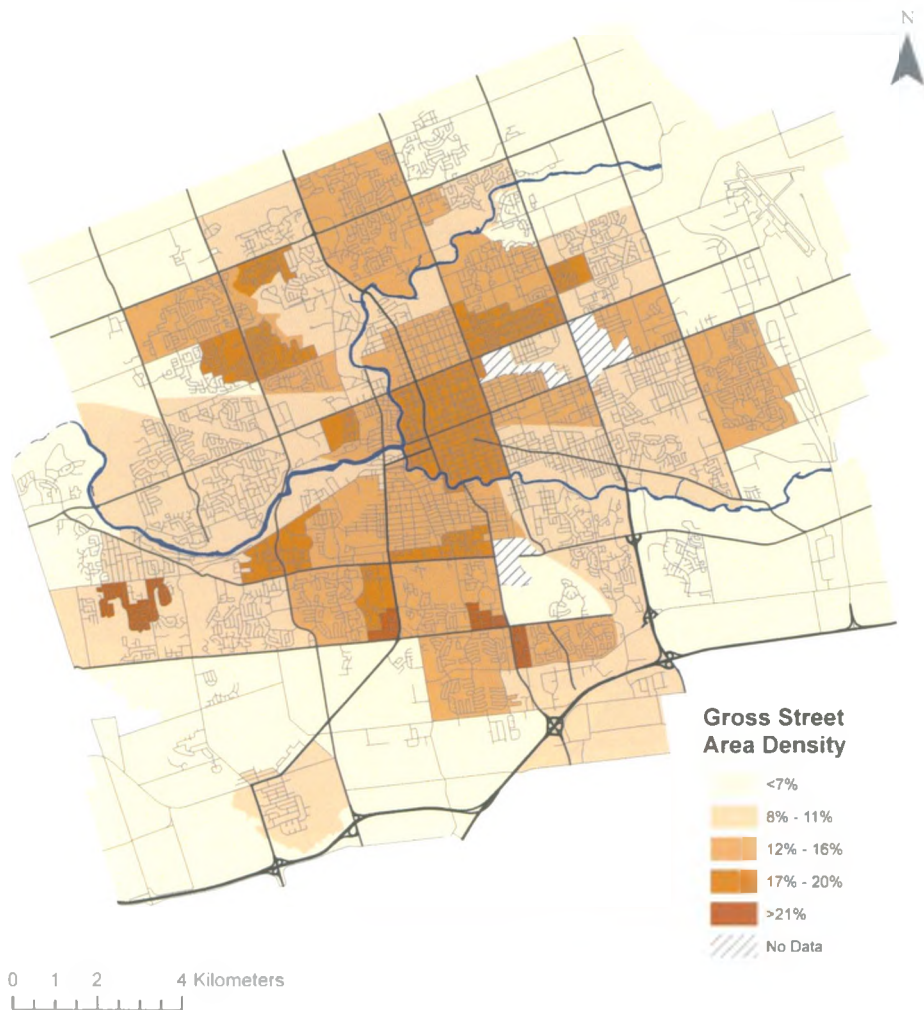 N
Gross Street
Area Density
<7%
8% - 11%
12% - 16%
17% - 20%
>21%
No Data
0 1 2 4 Kilometers